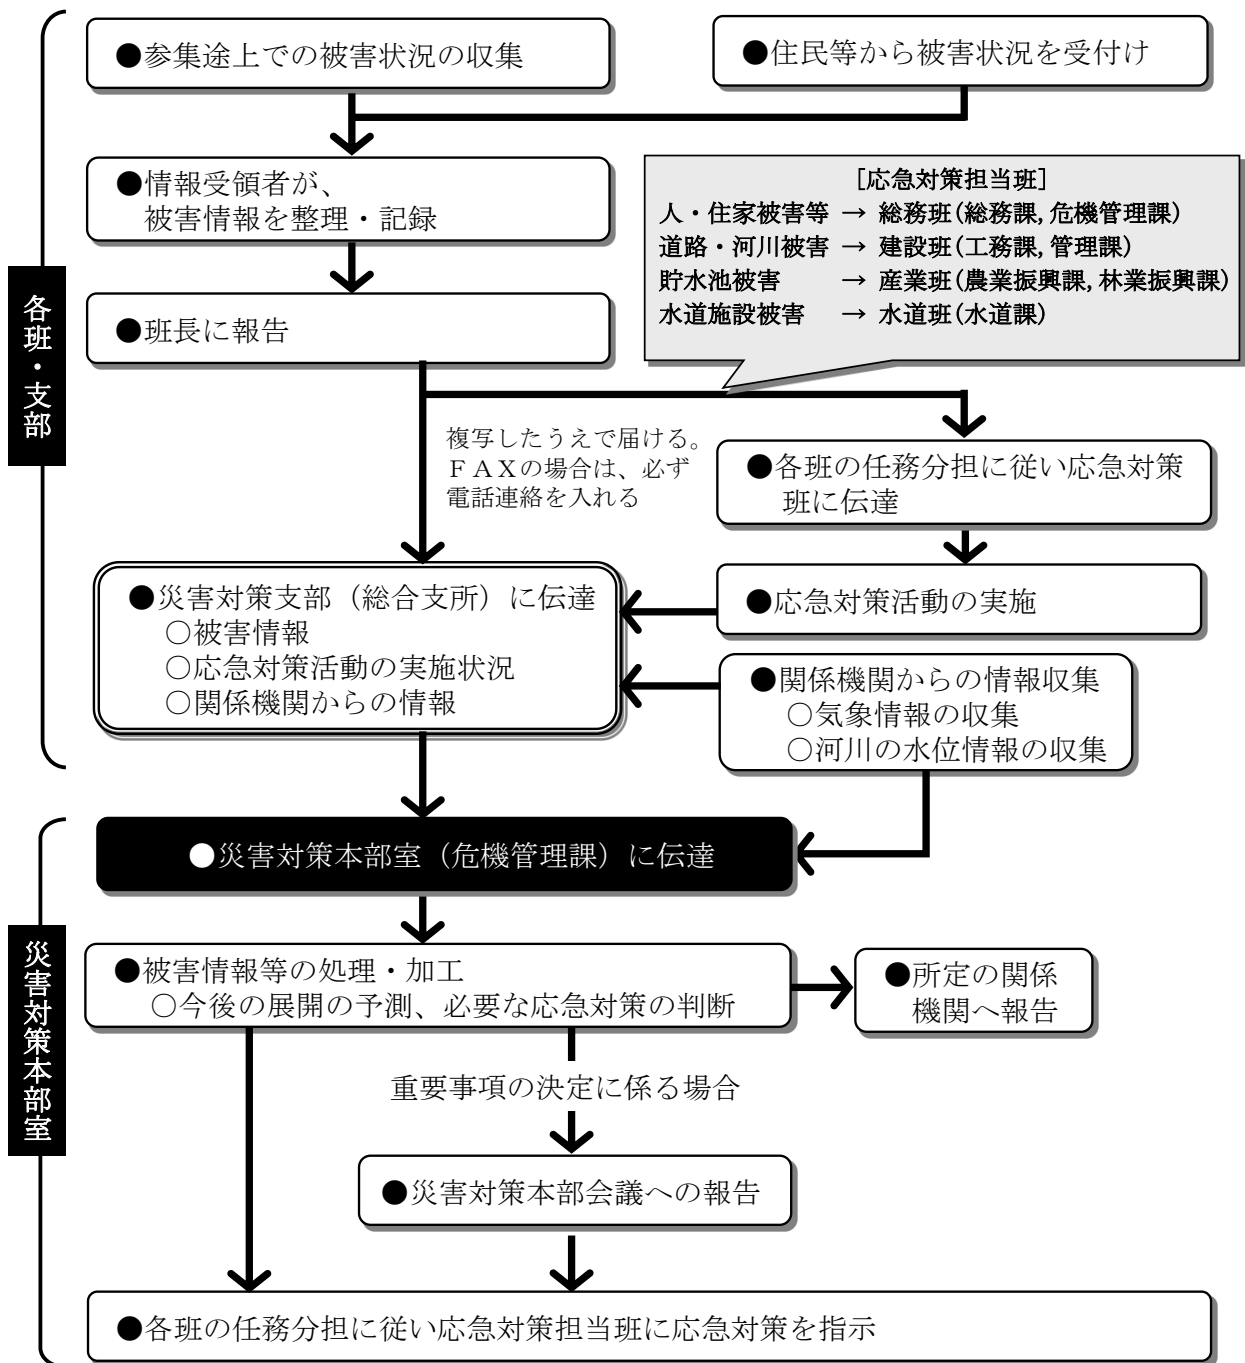 ●参集途上での被害状況の収集
●住民等から被害状況を受付け
●情報受領者が、
被害情報を整理・記録
[応急対策担当班]
人・住家被害等 → 総務班(総務課,危機管理課)
道路・河川被害 → 建設班(工務課,管理課)
貯水池被害 → 産業班(農業振興課,林業振興課)
水道施設被害 → 水道班(水道課)
各班・支部
●班長に報告
複写したうえで届ける。
FAXの場合は、必ず
電話連絡を入れる
●各班の任務分担に従い応急対策
班に伝達
●災害対策支部（総合支所）に伝達
○被害情報
○応急対策活動の実施状況
○関係機関からの情報
●応急対策活動の実施
●関係機関からの情報収集
○気象情報の収集
○河川の水位情報の収集
●災害対策本部室（危機管理課）に伝達
災害対策本部室
●被害情報等の処理・加工
○今後の展開の予測、必要な応急対策の判断
●所定の関係
機関へ報告
重要事項の決定に係る場合
●災害対策本部会議への報告
●各班の任務分担に従い応急対策担当班に応急対策を指示